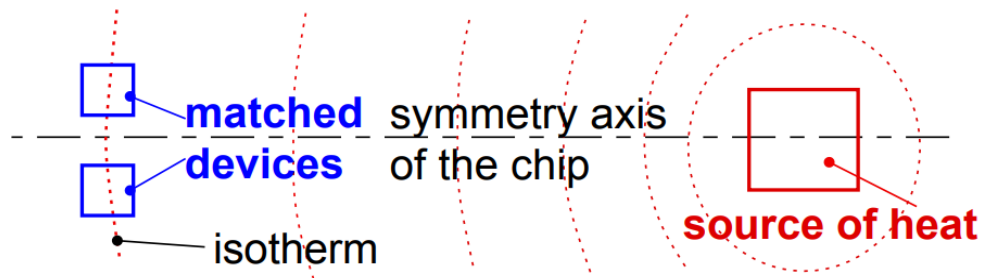 matched symmetry axis
devices of the chip
source of heat
isotherm